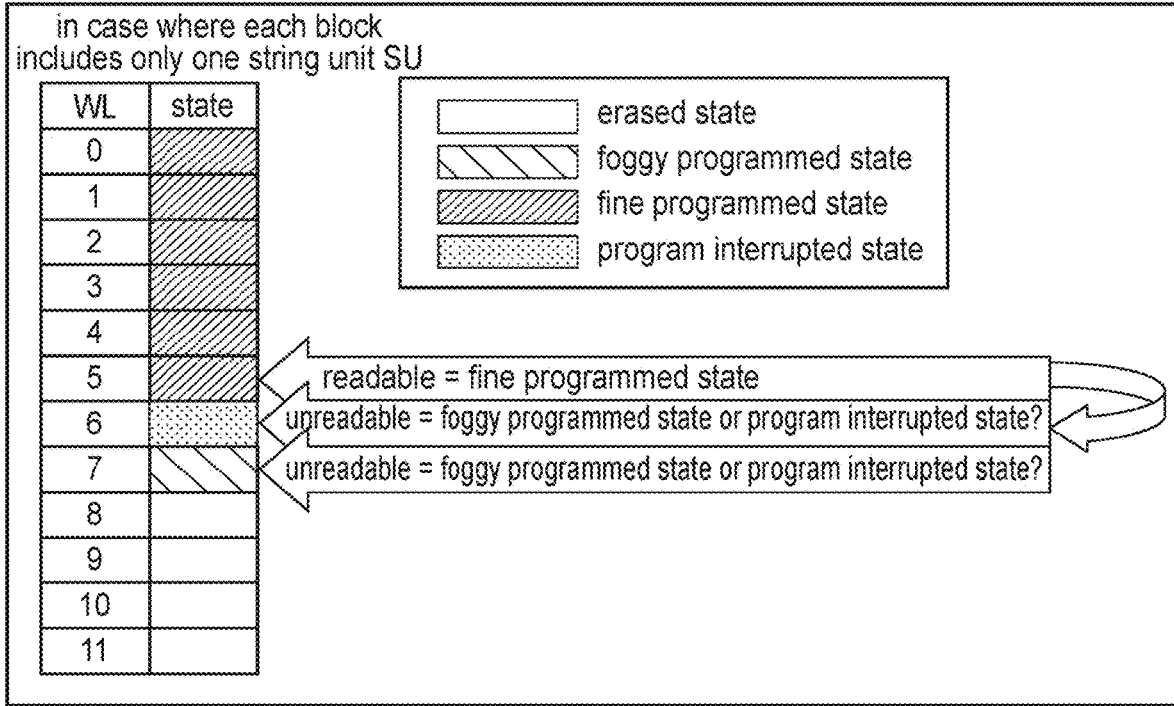 in case where each block
includes only one string unit SU
WL state
0
1
2
3
4
5
6
7
8
9
10
11
erased state
foggy programmed state
fine programmed state
program interrupted state
readable = fine programmed state
unreadable = foggy programmed state or program interrupted state?
unreadable = foggy programmed state or program interrupted state?